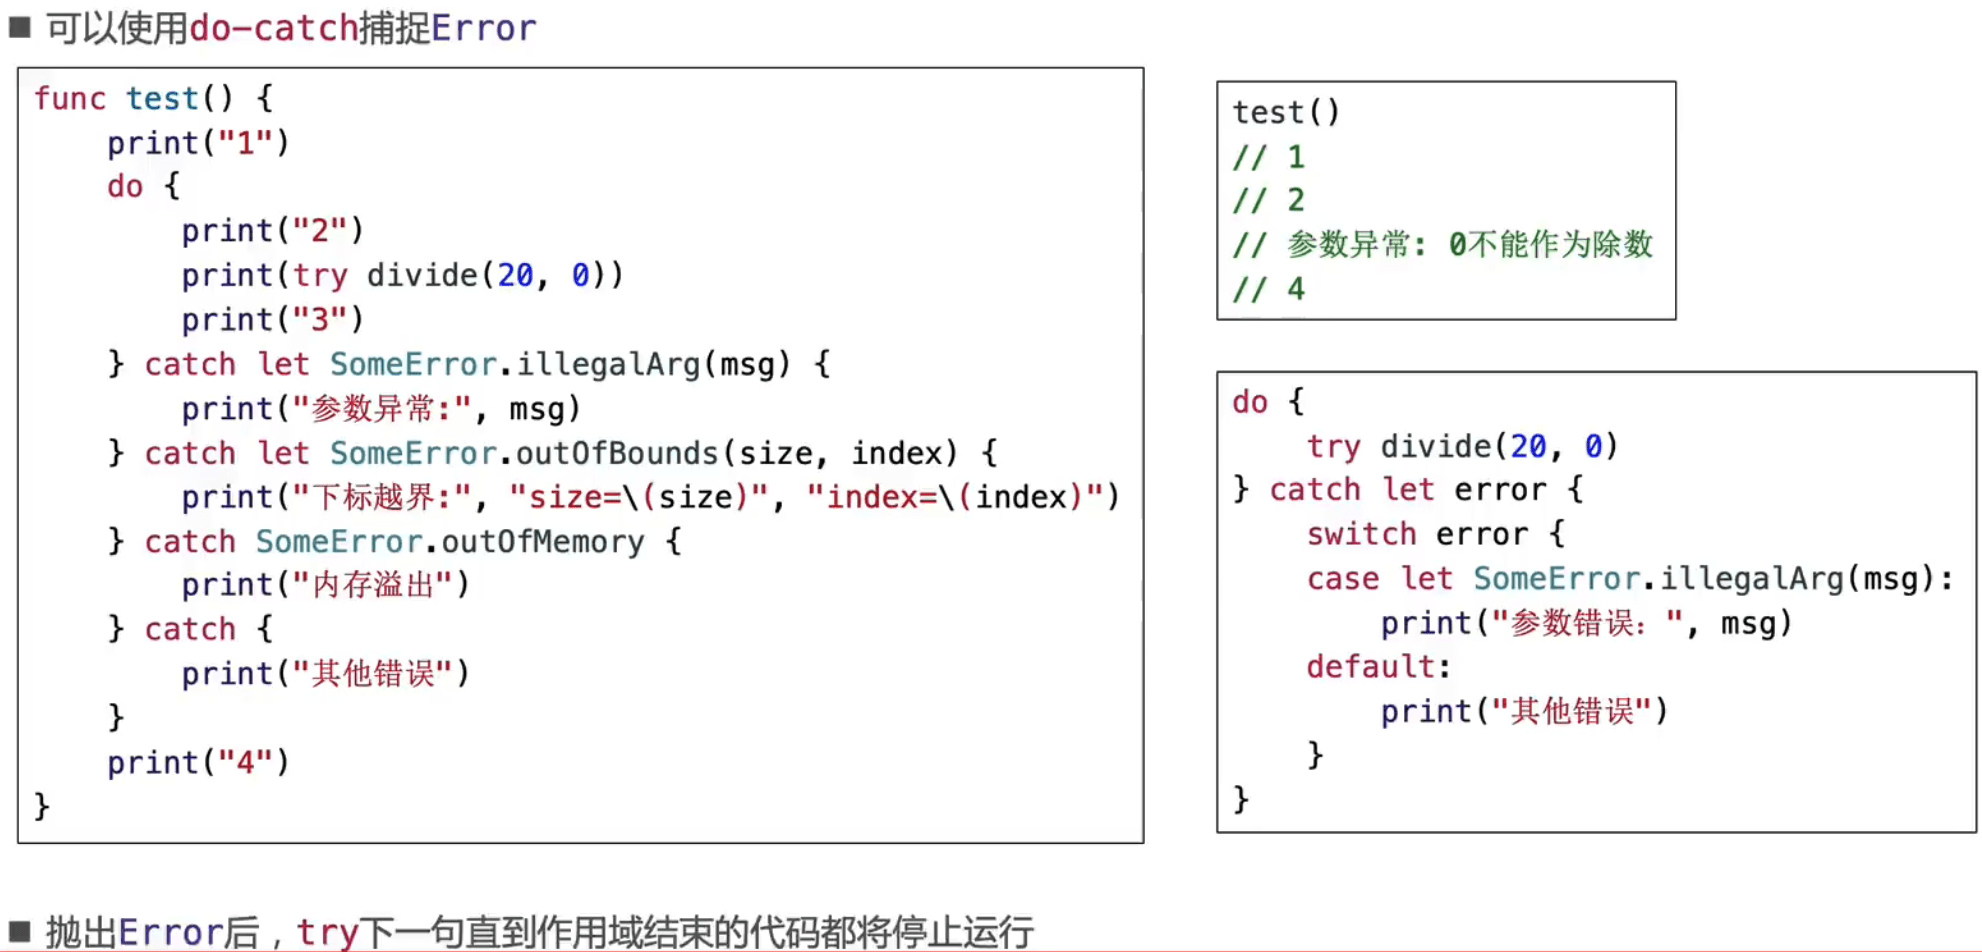 ■ 可以使用do-catch捕捉Error
func test() {
    print("1")
    do {
        print("2")
        print(try divide(20, 0))
        print("3")
    } catch let SomeError.illegalArg(msg) {
        print("参数异常:", msg)
    } catch let SomeError.outOfBounds(size, index) {
        print("下标越界:", "size=\(size)", "index=\(index)")
    } catch SomeError.outOfMemory {
        print("内存溢出")
    } catch {
        print("其他错误")
    }
    print("4")
}
test()
// 1
// 2
// 参数异常: 0不能作为除数
// 4
do {
    try divide(20, 0)
} catch let error {
    switch error {
    case let SomeError.illegalArg(msg):
        print("参数错误：", msg)
    default:
        print("其他错误")
    }
}
■ 抛出Error后，try下一句直到作用域结束的代码都将停止运行